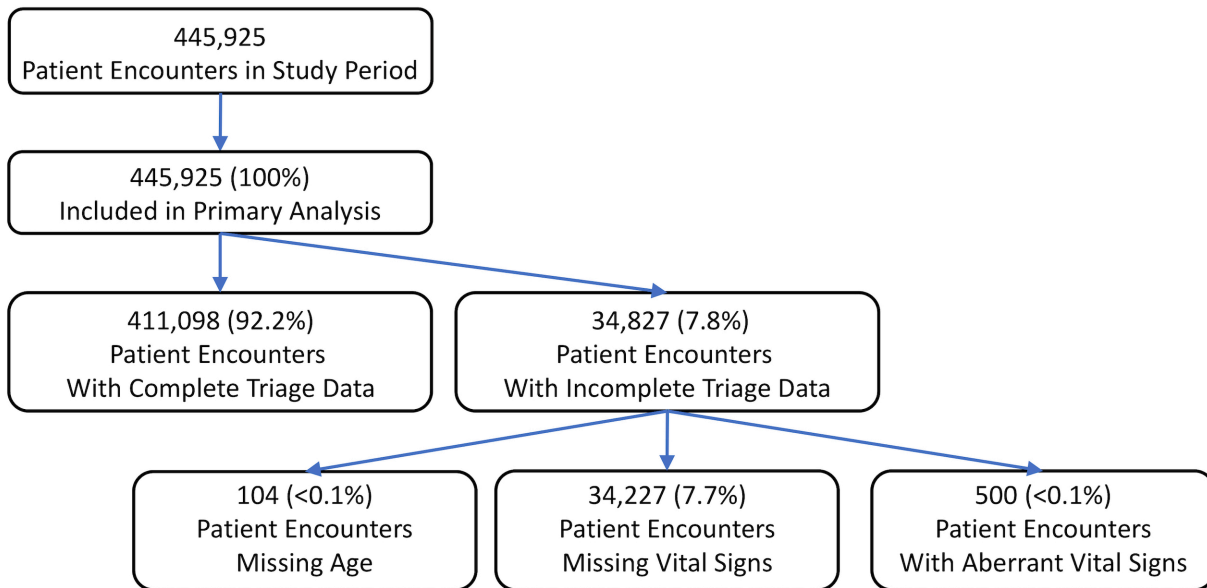 445,925
Patient Encounters in Study Period
445,925 (100%)
Included in Primary Analysis
411,098 (92.2%)
Patient Encounters
With Complete Triage Data
34,827 (7.8%)
Patient Encounters
With Incomplete Triage Data
104 (<0.1%)
Patient Encounters
Missing Age
34,227 (7.7%)
Patient Encounters
Missing Vital Signs
500 (<0.1%)
Patient Encounters
With Aberrant Vital Signs